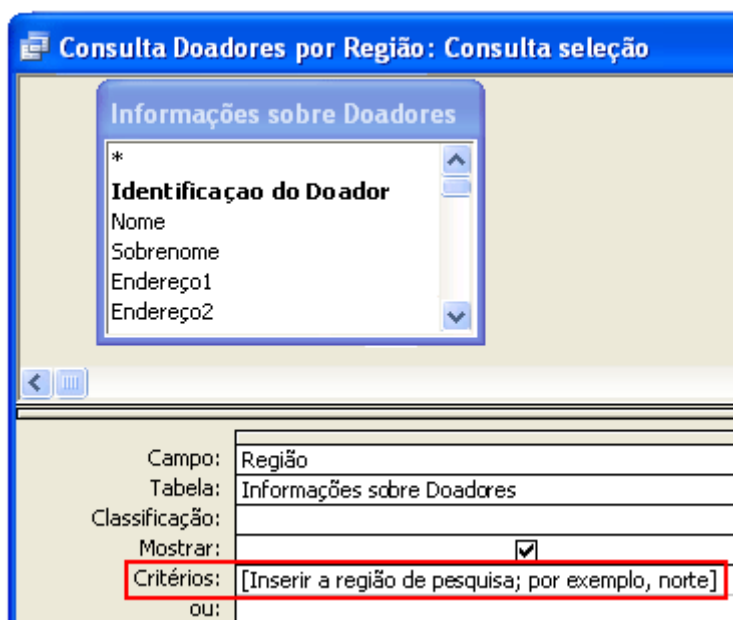 Consulta Doadores por Região: Consulta seleção
Informações sobre Doadores
*
Identificaçao do Doador
Nome
Sobrenome
Endereço1
Endereço2
Campo: Região
Tabela: Informações sobre Doadores
Classificação:
Mostrar:
Critérios: [Inserir a região de pesquisa; por exemplo, norte]
ou: